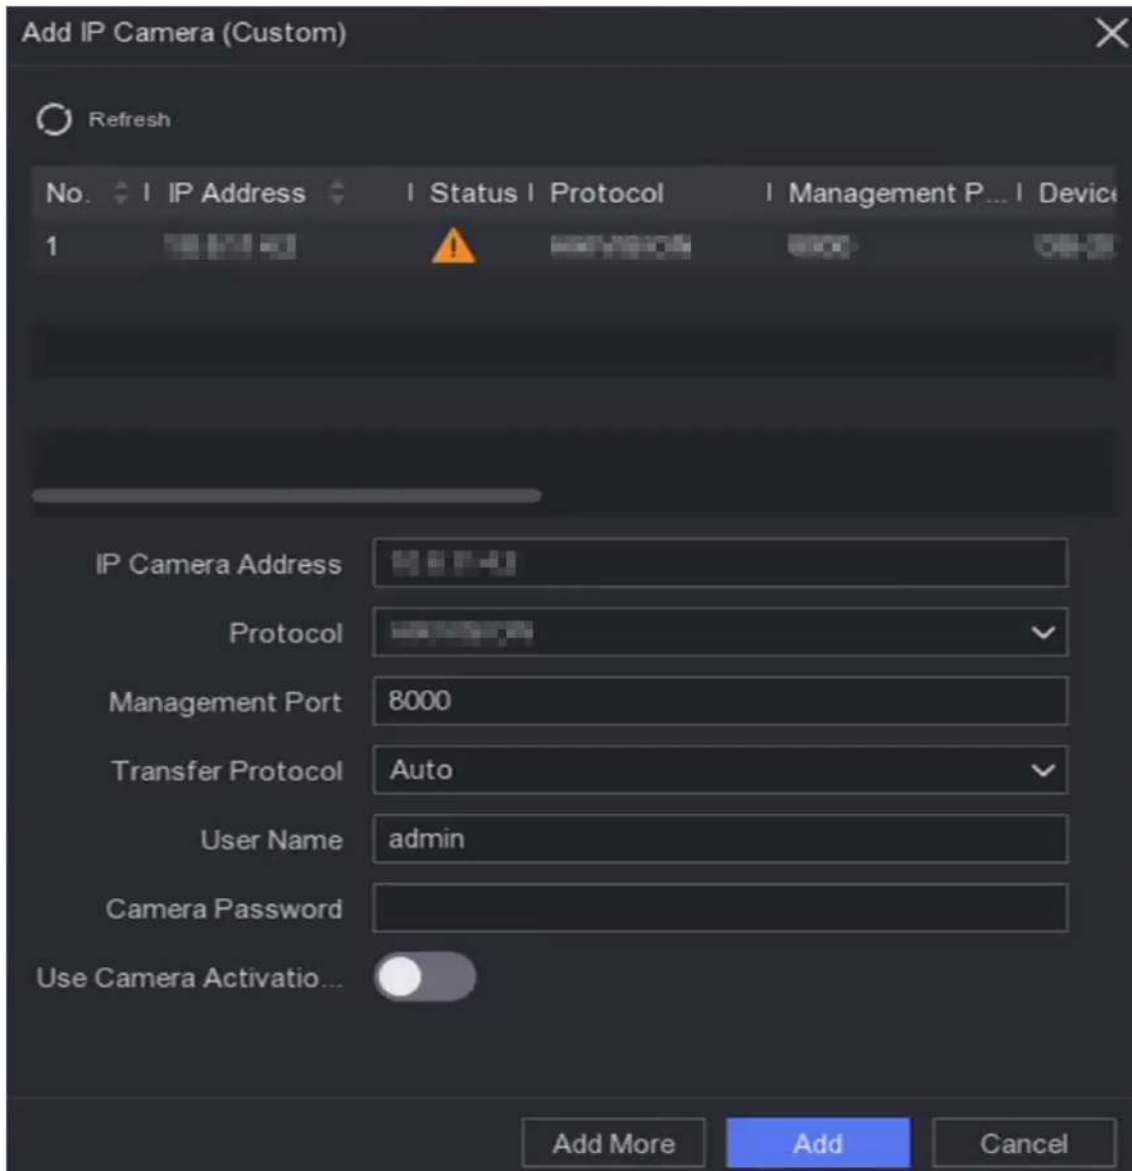 Add IP Camera (Custom)
Refresh
No. IP Address Status Protocol Management P... Device
1
IP Camera Address
Protocol
Management Port 8000
Transfer Protocol Auto
User Name admin
Camera Password
Use Camera Activatio...
Add More Add Cancel